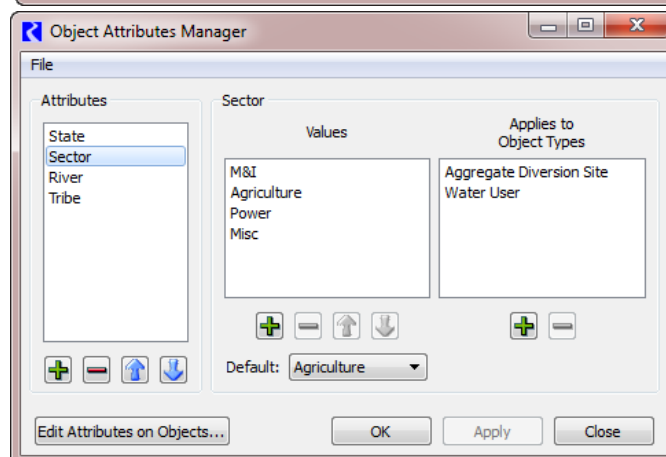 Object Attributes Manager
File
Attributes
State
Sector
River
Tribe
Sector
Values
M&I
Agriculture
Power
Misc
Applies to
Object Types
Aggregate Diversion Site
Water User
Default: Agriculture
Edit Attributes on Objects...
OK
Apply
Close